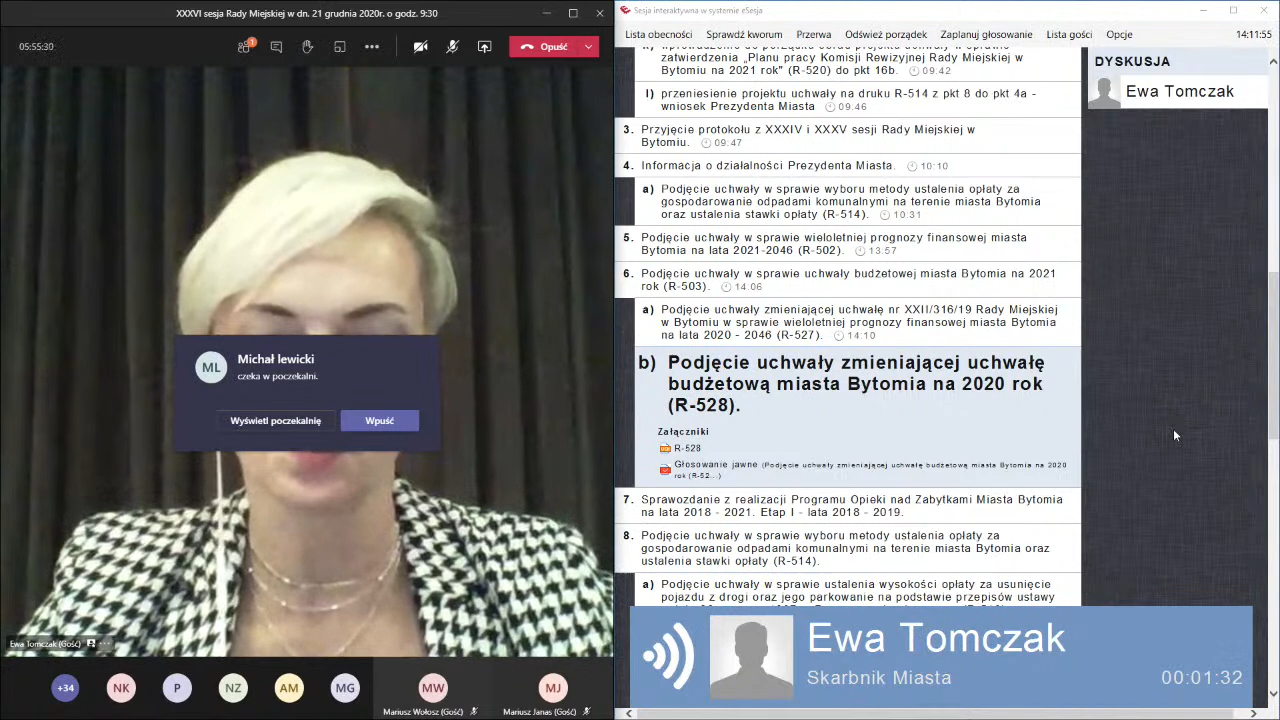 XXXVI sesja Rady Miejskiej w dn. 21 grudnia 2020r. o godz. 9:30
05:55:30
1
Opuść
Michał lewicki
ML
czeka w poczekalni.
Wyświetl poczekalnię
Wpuść
Ewa Tomczak (Gość)
+34
NK
P
NZ
AM
MG
MW
Mariusz Wołosz (Gość)
MJ
Mariusz Janas (Gość)
Sesja interaktywna w systemie eSesja
Lista obecności Sprawdź kworum Przerwa Odśwież porządek Zaplanuj głosowanie Lista gości Opcje
14:11:55
zatwierdzenia „Planu pracy Komisji Rewizyjnej Rady Miejskiej w
Bytomiu na 2021 rok" (R-520) do pkt 16b. 09:42
l) przeniesienie projektu uchwały na druku R-514 z pkt 8 do pkt 4a -
wniosek Prezydenta Miasta 09:46
3. Przyjęcie protokołu z XXXIV i XXXV sesji Rady Miejskiej w
Bytomiu. 09:47
4. Informacja o działalności Prezydenta Miasta. 10:10
a) Podjęcie uchwały w sprawie wyboru metody ustalenia opłaty za
gospodarowanie odpadami komunalnymi na terenie miasta Bytomia
oraz ustalenia stawki opłaty (R-514). 10:31
5. Podjęcie uchwały w sprawie wieloletniej prognozy finansowej miasta
Bytomia na lata 2021-2046 (R-502). 13:57
6. Podjęcie uchwały w sprawie uchwały budżetowej miasta Bytomia na 2021
rok (R-503). 14:06
a) Podjęcie uchwały zmieniającej uchwałę nr XXII/316/19 Rady Miejskiej
w Bytomiu w sprawie wieloletniej prognozy finansowej miasta Bytomia
na lata 2020 - 2046 (R-527). 14:10
b) Podjęcie uchwały zmieniającej uchwałę
budżetową miasta Bytomia na 2020 rok
(R-528).
Załączniki
R-528
Głosowanie jawne (Podjęcie uchwały zmieniającej uchwałę budżetową miasta Bytomia na 2020
rok (R-52...)
7. Sprawozdanie z realizacji Programu Opieki nad Zabytkami Miasta Bytomia
na lata 2018 - 2021. Etap I - lata 2018 - 2019.
8. Podjęcie uchwały w sprawie wyboru metody ustalenia opłaty za
gospodarowanie odpadami komunalnymi na terenie miasta Bytomia oraz
ustalenia stawki opłaty (R-514).
a) Podjęcie uchwały w sprawie ustalenia wysokości opłaty za usunięcie
pojazdu z drogi oraz jego parkowanie na podstawie przepisów ustawy
DYSKUSJA
Ewa Tomczak
Ewa Tomczak
Skarbnik Miasta
00:01:32